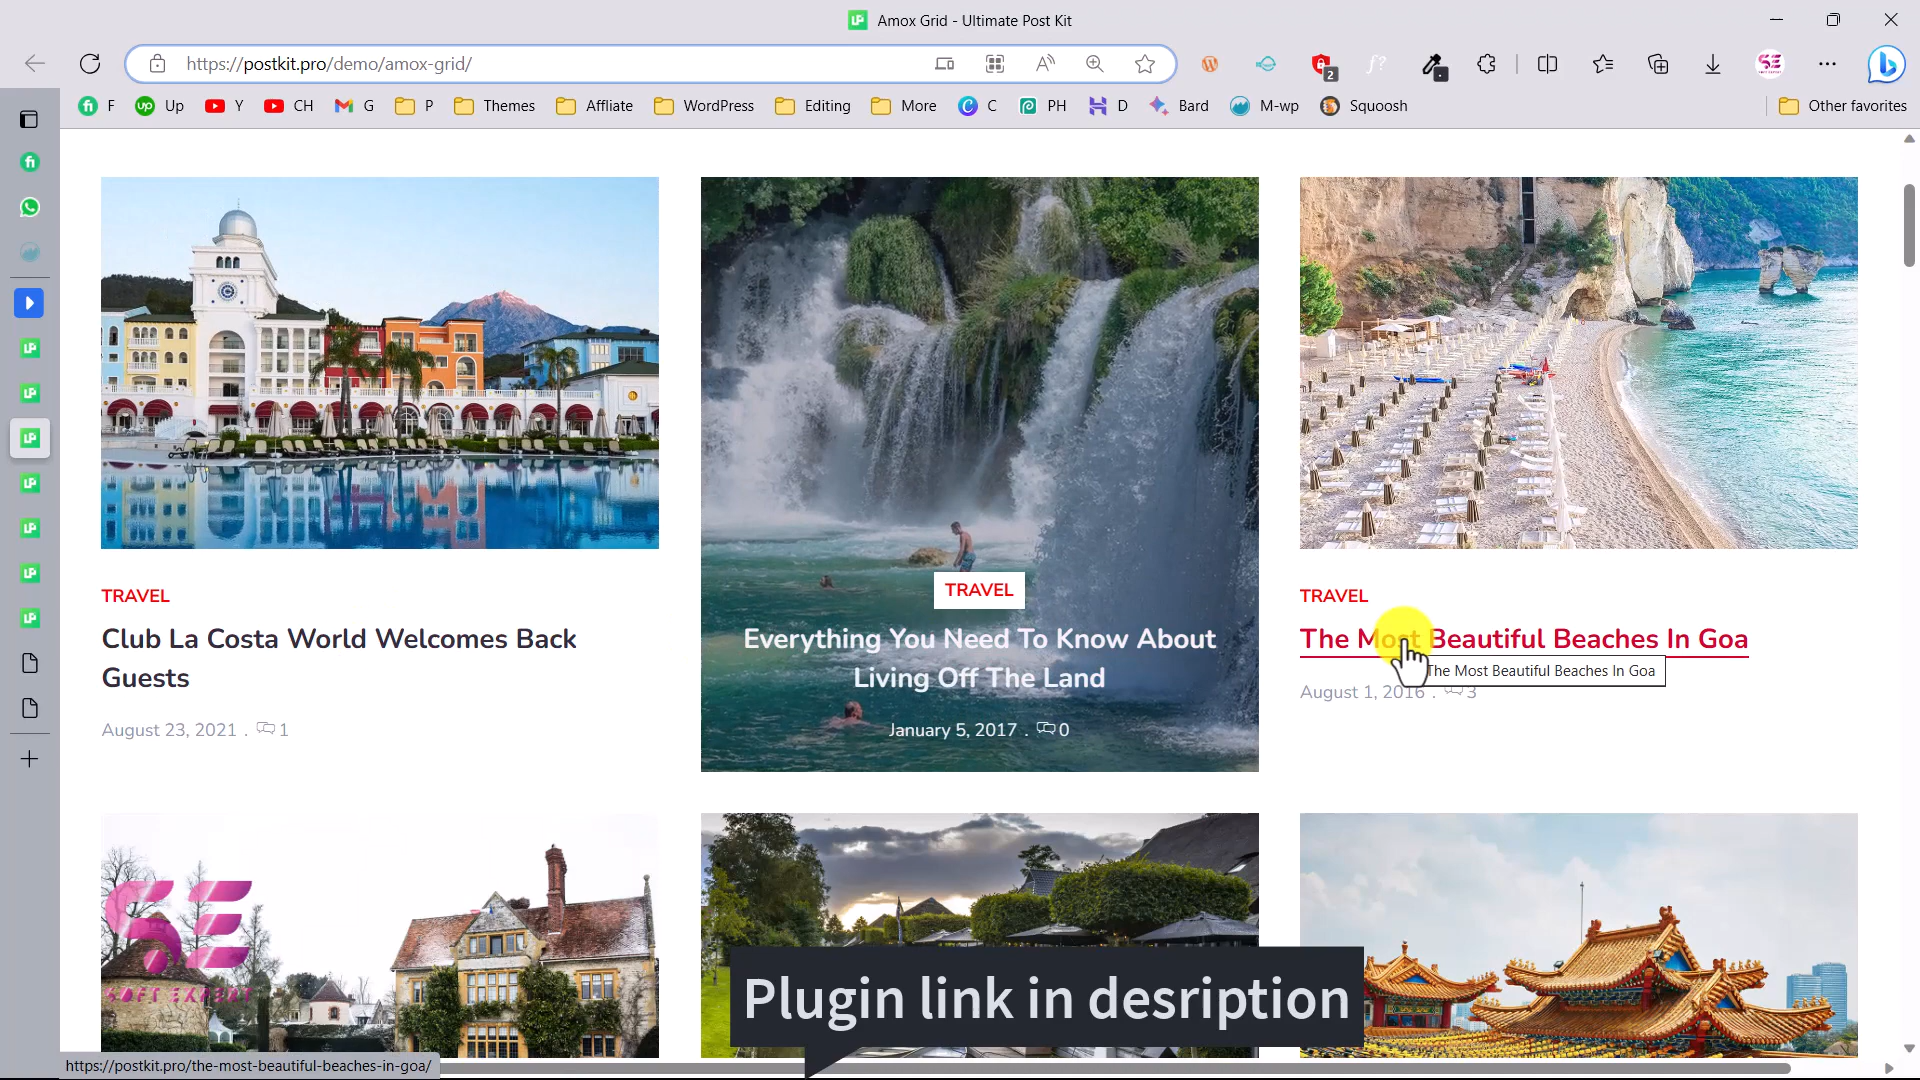 Amox Grid - Ultimate Post Kit
https://postkit.pro/demo/amox-grid/
2
F
Up
Y
CH
G
P
Themes
Affliate
WordPress
Editing
More
C
PH
D
Bard
M-wp
Squoosh
Other favorites
TRAVEL
Club La Costa World Welcomes Back
Guests
August 23, 2021 . 1
TRAVEL
Everything You Need To Know About
Living Off The Land
January 5, 2017 . 0
TRAVEL
The Most Beautiful Beaches In Goa
The Most Beautiful Beaches In Goa
August 1, 2016 . 3
SE
SOFT EXPERT
Plugin link in desription
https://postkit.pro/the-most-beautiful-beaches-in-goa/